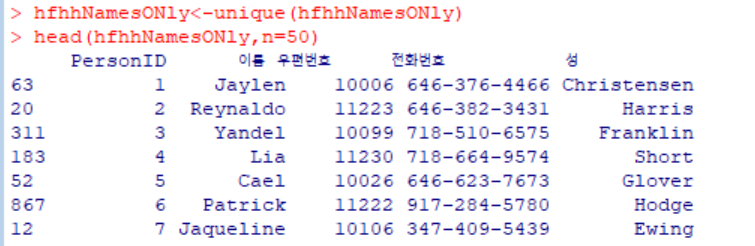 > hfhhNamesONly<-unique(hfhhNamesONly)
> head(hfhhNamesONly,n=50)
PersonID 이름 우편번호 전화번호 성
63 1 Jaylen 10006 646-376-4466 Christensen
20 2 Reynaldo 11223 646-382-3431 Harris
311 3 Yandel 10099 718-510-6575 Franklin
183 4 Lia 11230 718-664-9574 Short
52 5 Cael 10026 646-623-7673 Glover
867 6 Patrick 11222 917-284-5780 Hodge
12 7 Jaqueline 10106 347-409-5439 Ewing